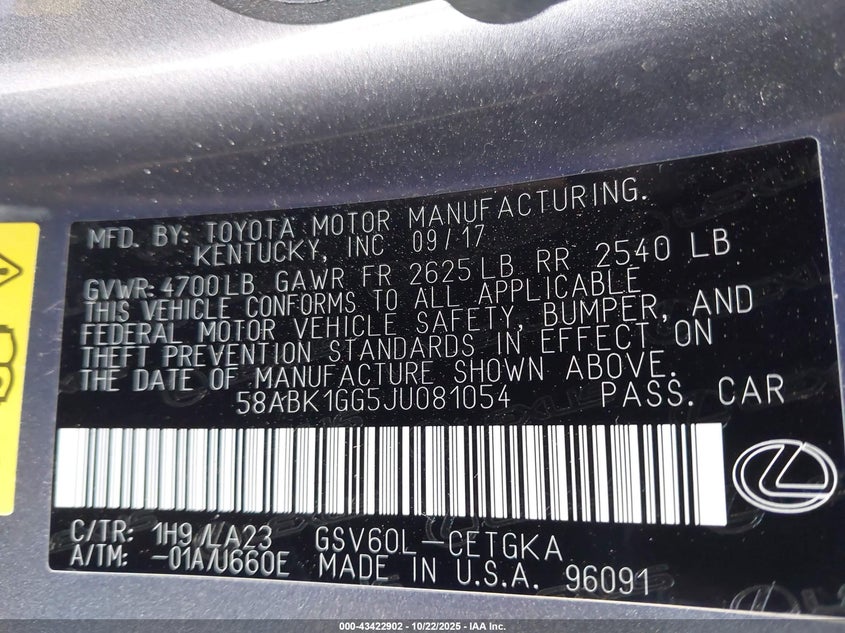 MFD. BY: TOYOTA MOTOR MANUFACTURING.
KENTUCKY, INC 09/17
GVWR: 4700LB GAWR FR 2625LB RR 2540 LB
THIS VEHICLE CONFORMS TO ALL APPLICABLE
FEDERAL MOTOR VEHICLE SAFETY, BUMPER, AND
THEFT PREVENTION STANDARDS IN EFFECT ON
THE DATE OF MANUFACTURE SHOWN ABOVE.
58ABK1GG5JU081054 PASS. CAR
C/TR: 1H9/LA23 GSV60L-CETGKA
A/TM: -01A/U660E MADE IN U.S.A. 96091
000-43422902 - 10/22/2025 - IAA Inc.